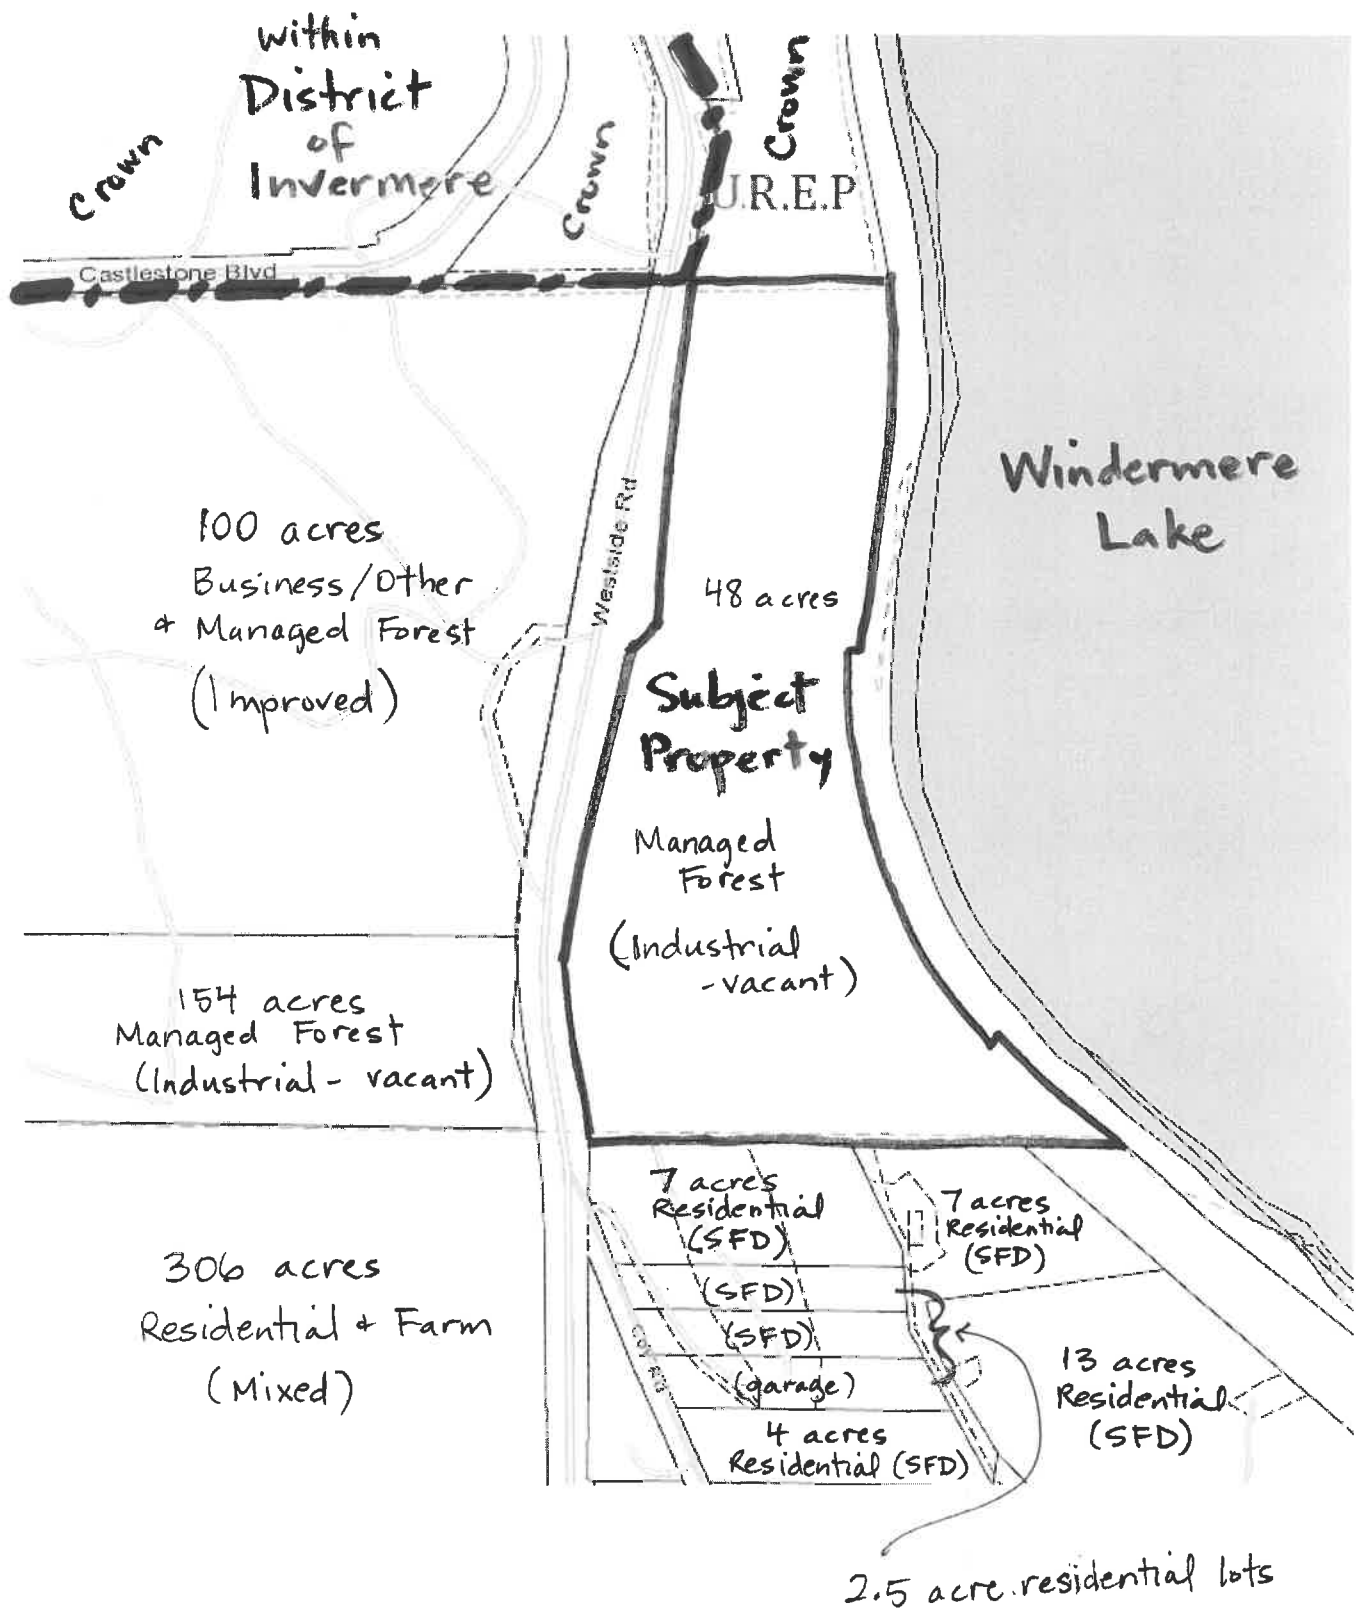 within
District
of
Invermere
Crown
Crown
Crown
U.R.E.P
Castlestone Blvd
Westside Rd
Windermere
Lake
100 acres
Business/Other
& Managed Forest
(Improved)
48 acres
Subject
Property
Managed
Forest
(Industrial
-vacant)
154 acres
Managed Forest
(Industrial - vacant)
306 acres
Residential & Farm
(Mixed)
7 acres
Residential
(SFD)
7 acres
Residential
(SFD)
(SFD)
(SFD)
(garage)
Coy Rd
4 acres
Residential (SFD)
13 acres
Residential
(SFD)
2.5 acre residential lots